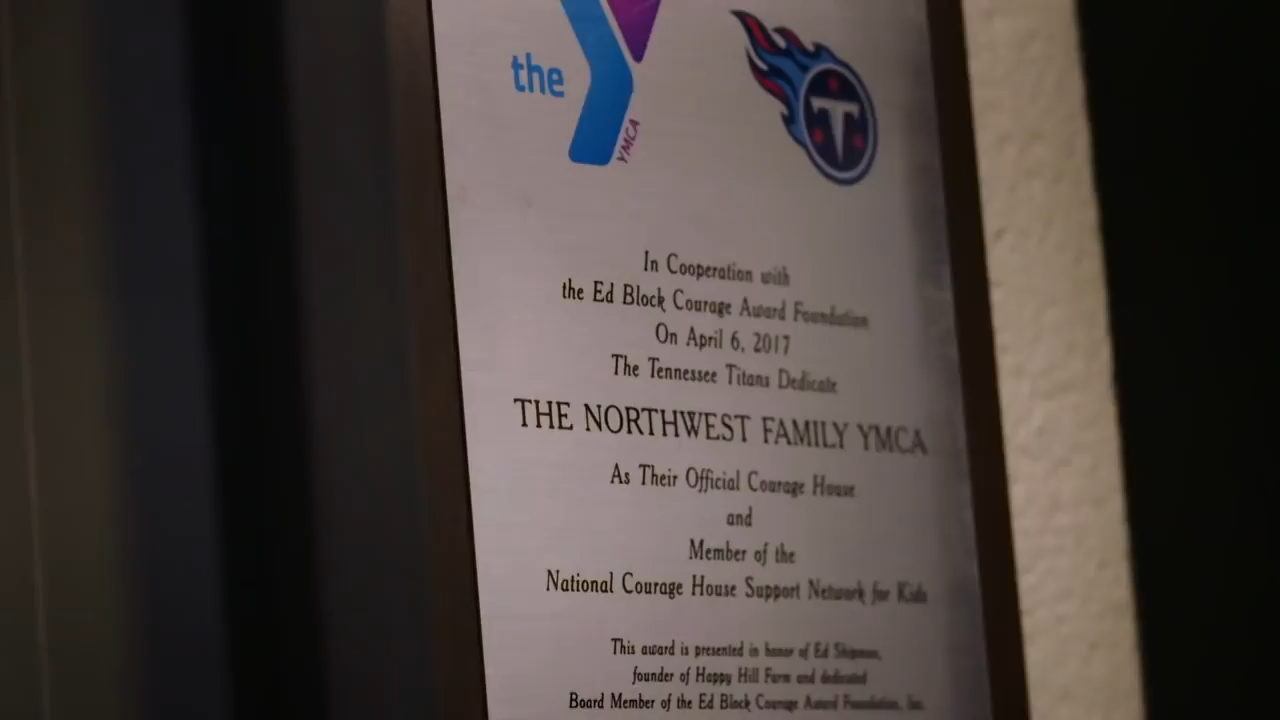 the
YMCA
T
In Cooperation with
the Ed Block Courage Award Foundation
On April 6, 2017
The Tennessee Titans Dedicate
THE NORTHWEST FAMILY YMCA
As Their Official Courage House
and
Member of the
National Courage House Support Network for Kids
This award is presented in honor of Ed Shipman,
founder of Happy Hill Farm and dedicated
Board Member of the Ed Block Courage Award Foundation, Inc.